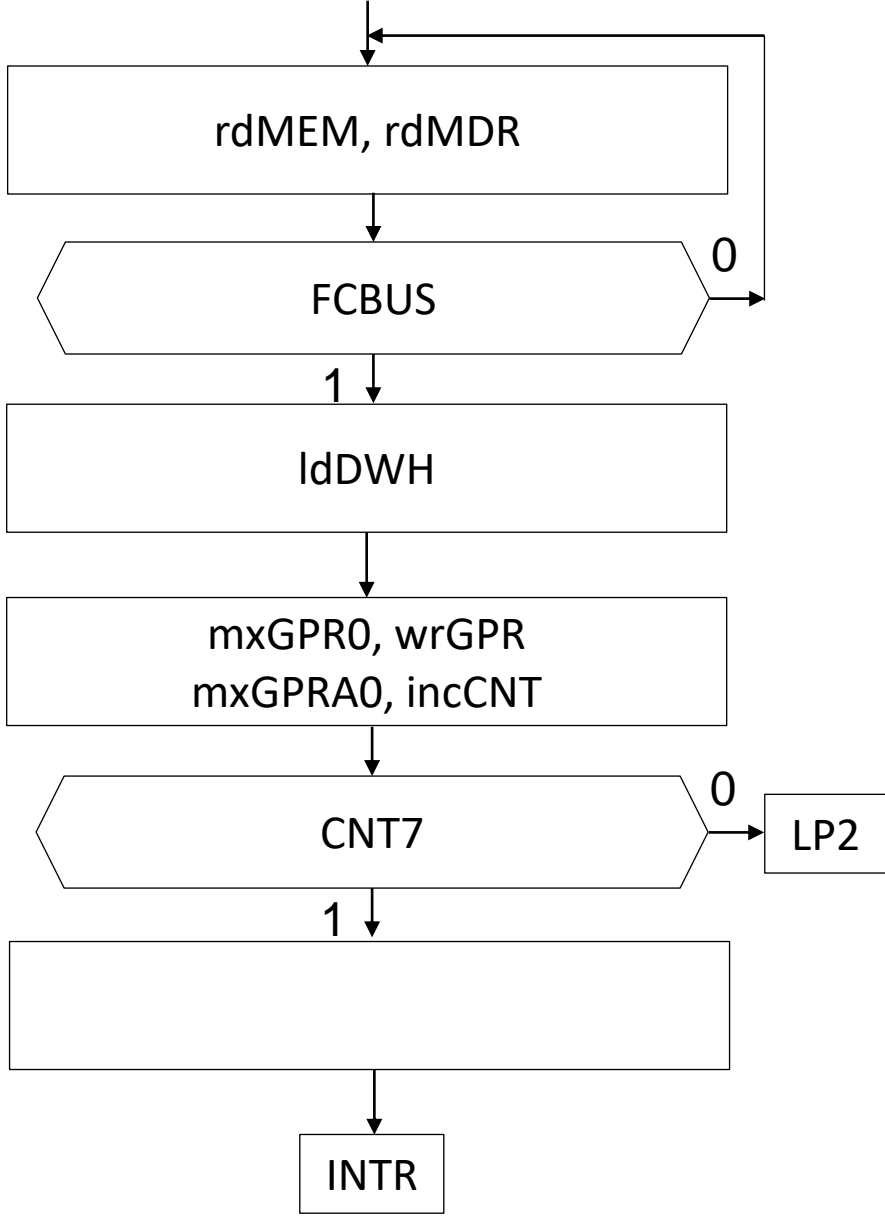 rdMEM, rdMDR
0
FCBUS
1
ldDWH
mxGPR0, wrGPR
mxGPRA0, incCNT
0
CNT7
LP2
1
INTR